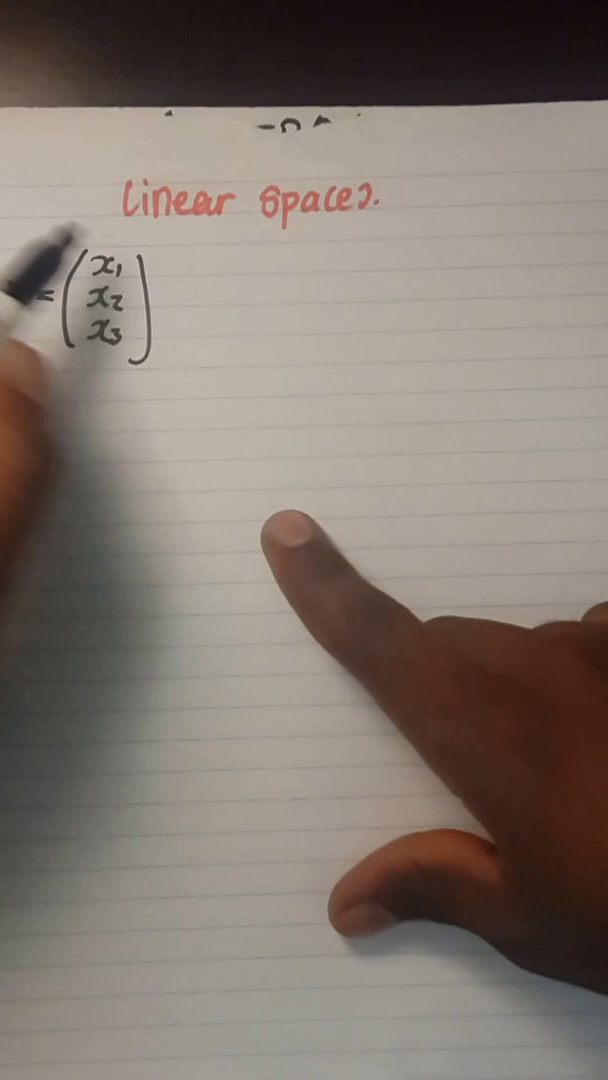 Linear Spaces.
= (x₁
x₂
x₃)